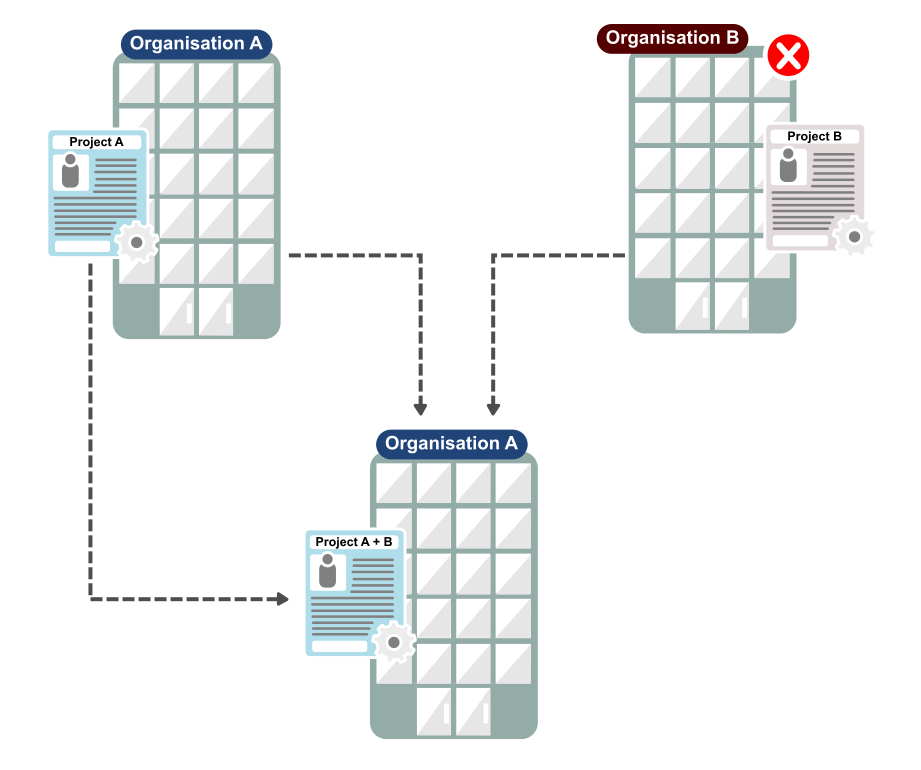 Organisation A
Organisation B
Project A
Project B
Organisation A
Project A + B